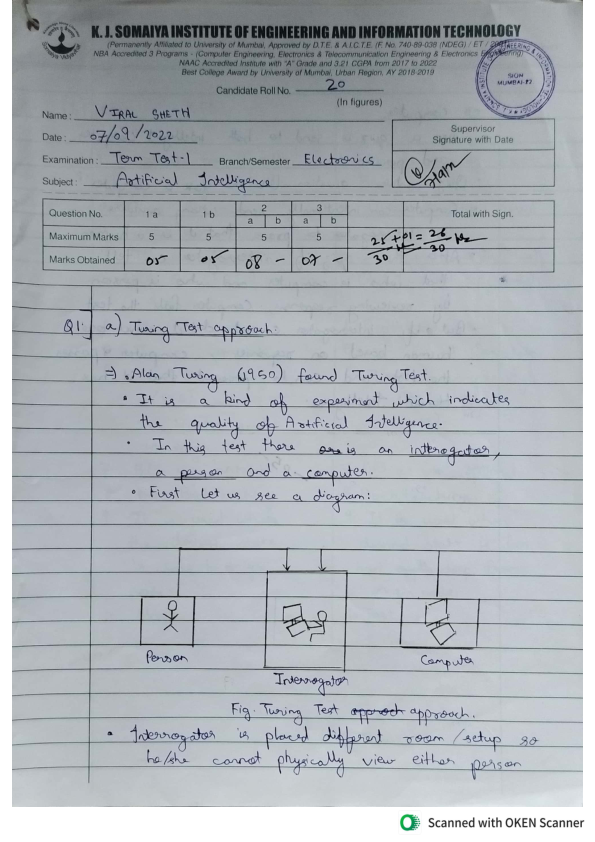 K. J. SOMAIYA INSTITUTE OF ENGINEERING AND INFORMATION TECHNOLOGY
(Permanently Affiliated to University of Mumbai, Approved by D.T.E. & A.I.C.T.E. (F. No. 740-89-038 (NDEG) / ET /
NBA Accredited 3 Programs - (Computer Engineering, Electronics & Telecommunication Engineering & Electronics Engineering)
NAAC Accredited Institute with "A" Grade and 3.21 CGPA from 2017 to 2022
Best College Award by University of Mumbai, Urban Region, AY 2018-2019
SION
MUMBAI-22
Candidate Roll No. 20
(In figures)
Name : VIRAL SHETH
Date : 07/09/2022
Supervisor
Signature with Date
Examination : Term Test-1 Branch/Semester Electronics
Subject : Artificial Intelligence
Question No. 1 a 1 b 2 a b 3 a b Total with Sign.
Maximum Marks 5 5 5 5 25/30 + 01 = 26/30
Marks Obtained 05 05 08 - 07 -
Q1] a) Turing Test approach:
⇒ • Alan Turing (1950) found Turing Test.
• It is a kind of experiment which indicates
the quality of Artificial Intelligence.
• In this test there are is an interrogator,
a person and a computer.
• First let us see a diagram:
Person
Computer
Interrogator
Fig. Turing Test approct approach.
• Interrogator is placed different room/setup so
he/she cannot physically view either person
Scanned with OKEN Scanner